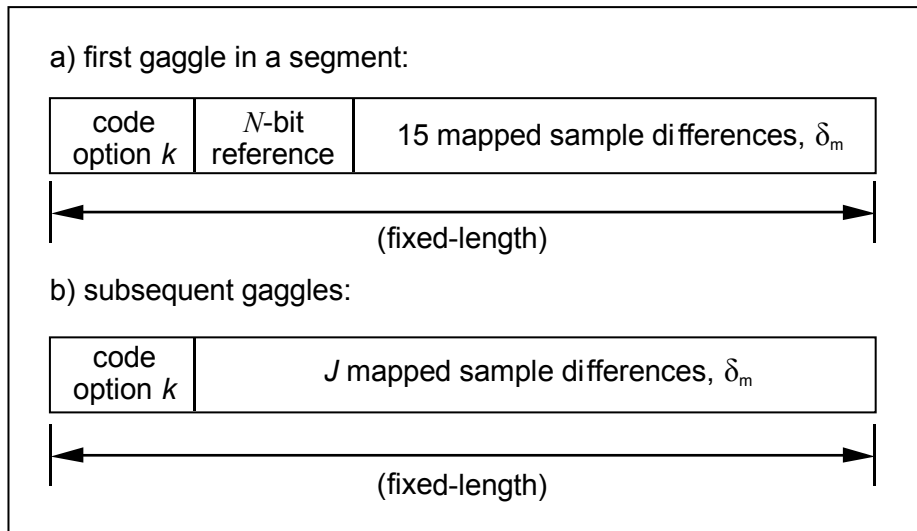 a) first gaggle in a segment:
code
option k
N-bit
reference
15 mapped sample differences, δm
(fixed-length)
b) subsequent gaggles:
code
option k
J mapped sample differences, δm
(fixed-length)